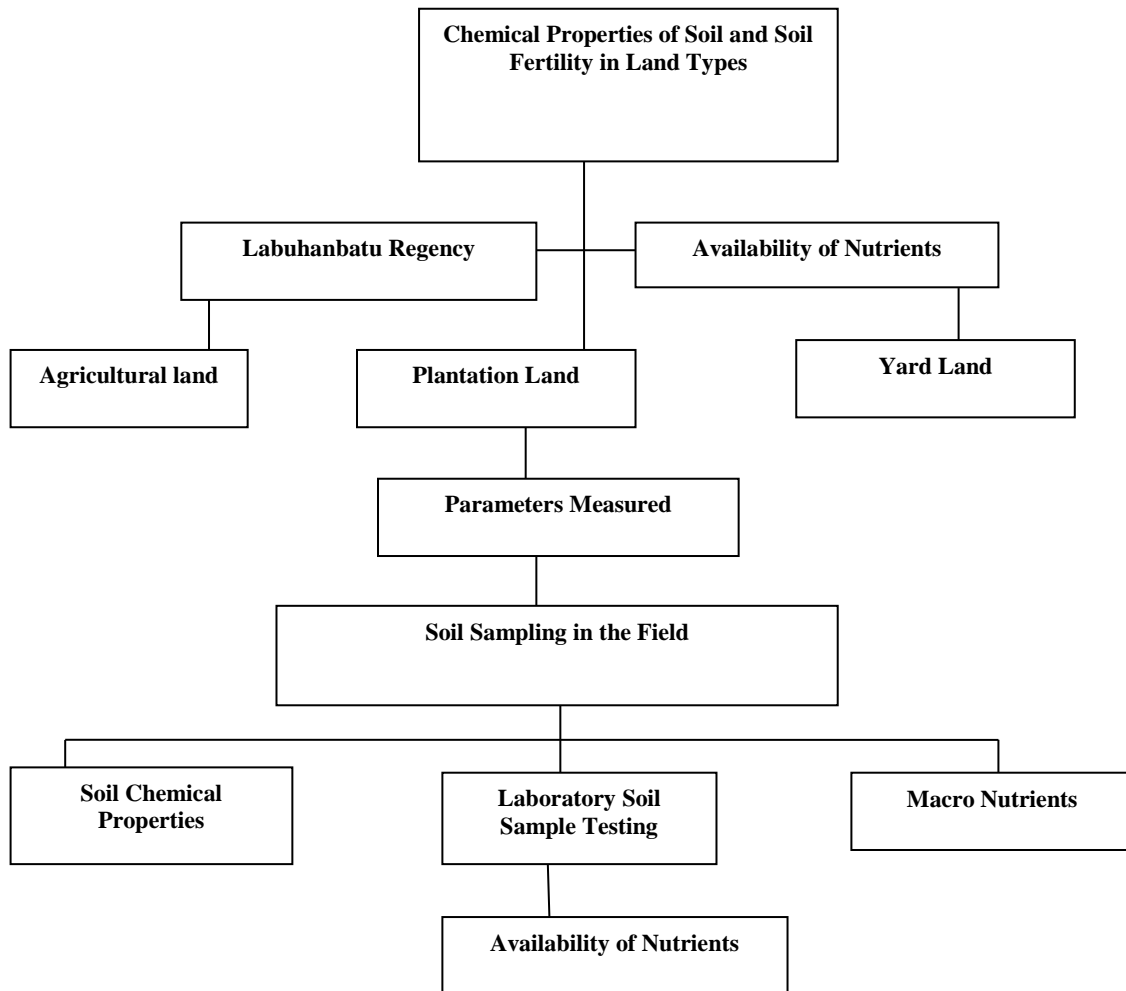 Chemical Properties of Soil and Soil
Fertility in Land Types
Labuhanbatu Regency
Availability of Nutrients
Agricultural land
Plantation Land
Yard Land
Parameters Measured
Soil Sampling in the Field
Soil Chemical
Properties
Laboratory Soil
Sample Testing
Macro Nutrients
Availability of Nutrients